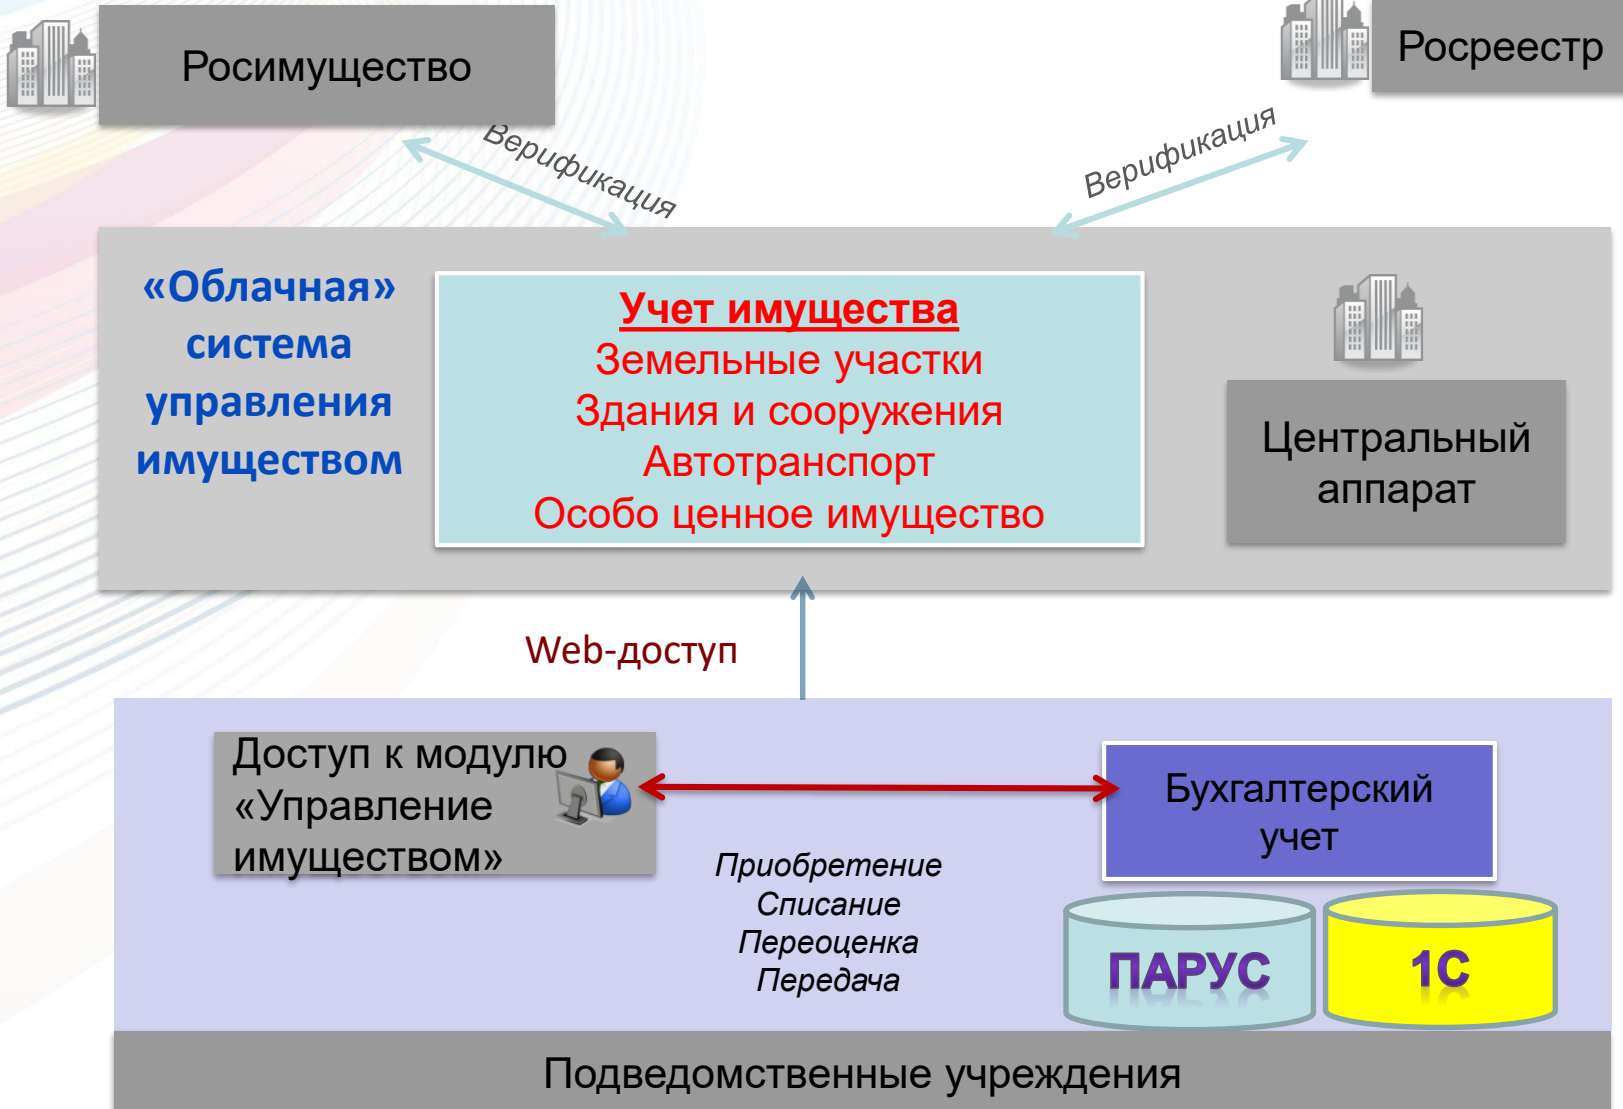 Росимущество
Росреестр
Верификация
Верификация
«Облачная»
система
управления
имуществом
Учет имущества
Земельные участки
Здания и сооружения
Автотранспорт
Особо ценное имущество
Центральный
аппарат
Web-доступ
Доступ к модулю
«Управление
имуществом»
Бухгалтерский
учет
Приобретение
Списание
Переоценка
Передача
ПАРУС
1С
Подведомственные учреждения